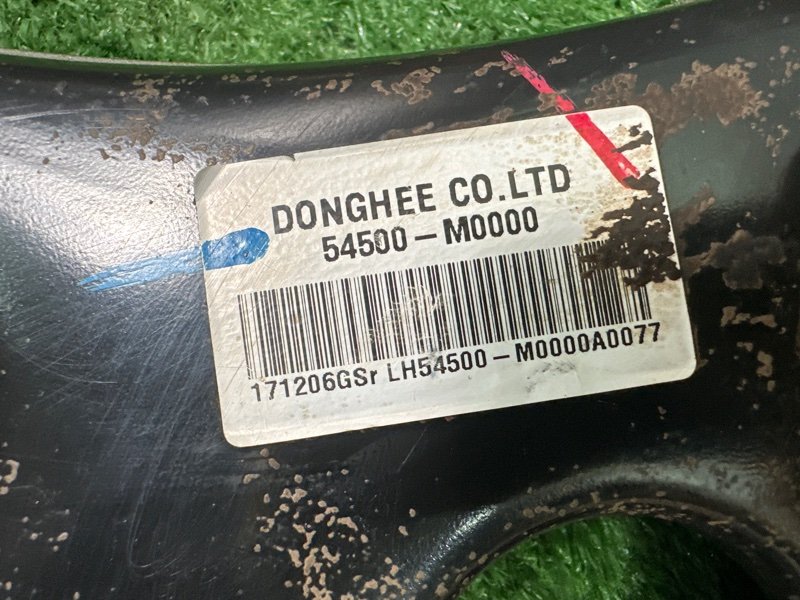 DONGHEE CO.LTD
54500-M0000
171206GSr LH54500-M0000A0077